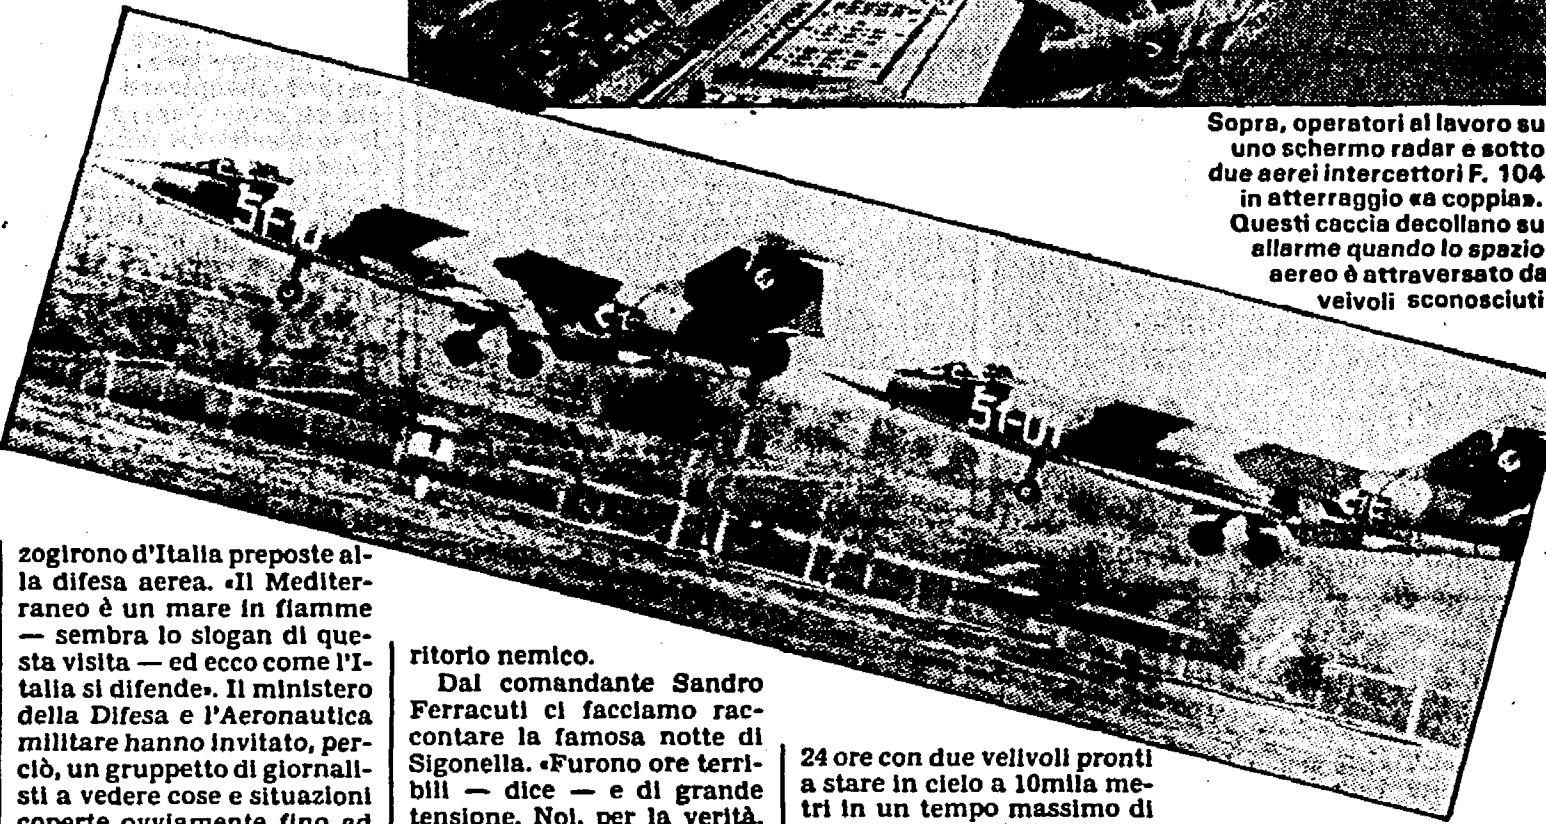 Sopra, operatori al lavoro su
uno schermo radar e sotto
due aerei intercettori F. 104
in atterraggio «a coppia».
Questi caccia decollano su
allarme quando lo spazio
aereo è attraversato da
velvoli sconosciuti
51-01
zogirono d'Italia preposte al-
la difesa aerea. «Il Mediter-
raneo è un mare in fiamme
— sembra lo slogan di que-
sta visita — ed ecco come l'I-
talia si difende». Il ministero
della Difesa e l'Aeronautica
militare hanno invitato, per-
ciò, un gruppetto di giornali-
sti a vedere cose e situazioni
coperte ovviamente fino ad
ritorio nemico.
Dal comandante Sandro
Ferracuti ci facciamo rac-
contare la famosa notte di
Sigonella. «Furono ore terri-
bili — dice — e di grande
tensione. Noi, per la verità,
24 ore con due velivoli pronti
a stare in cielo a 10mila me-
tri in un tempo massimo di